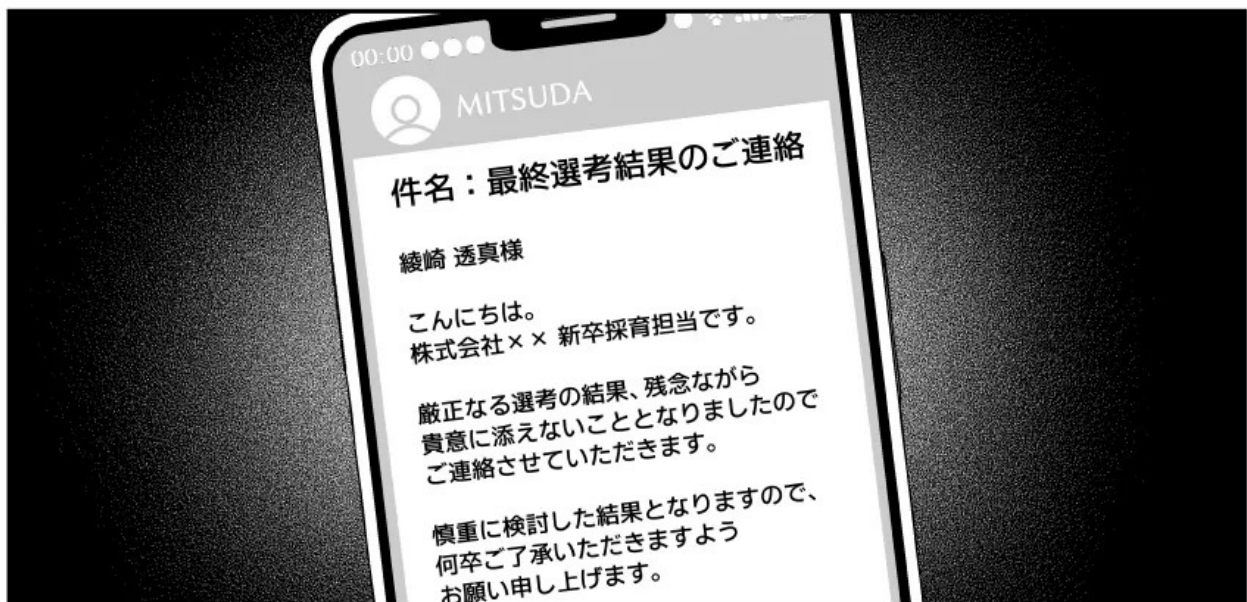 00:00
MITSUDA
件名：最終選考結果のご連絡
綾崎 透真様
こんにちは。
株式会社×× 新卒採育担当です。
厳正なる選考の結果、残念ながら
貴意に添えないこととなりましたので
ご連絡させていただきます。
慎重に検討した結果となりますので、
何卒ご了承いただきますよう
お願い申し上げます。